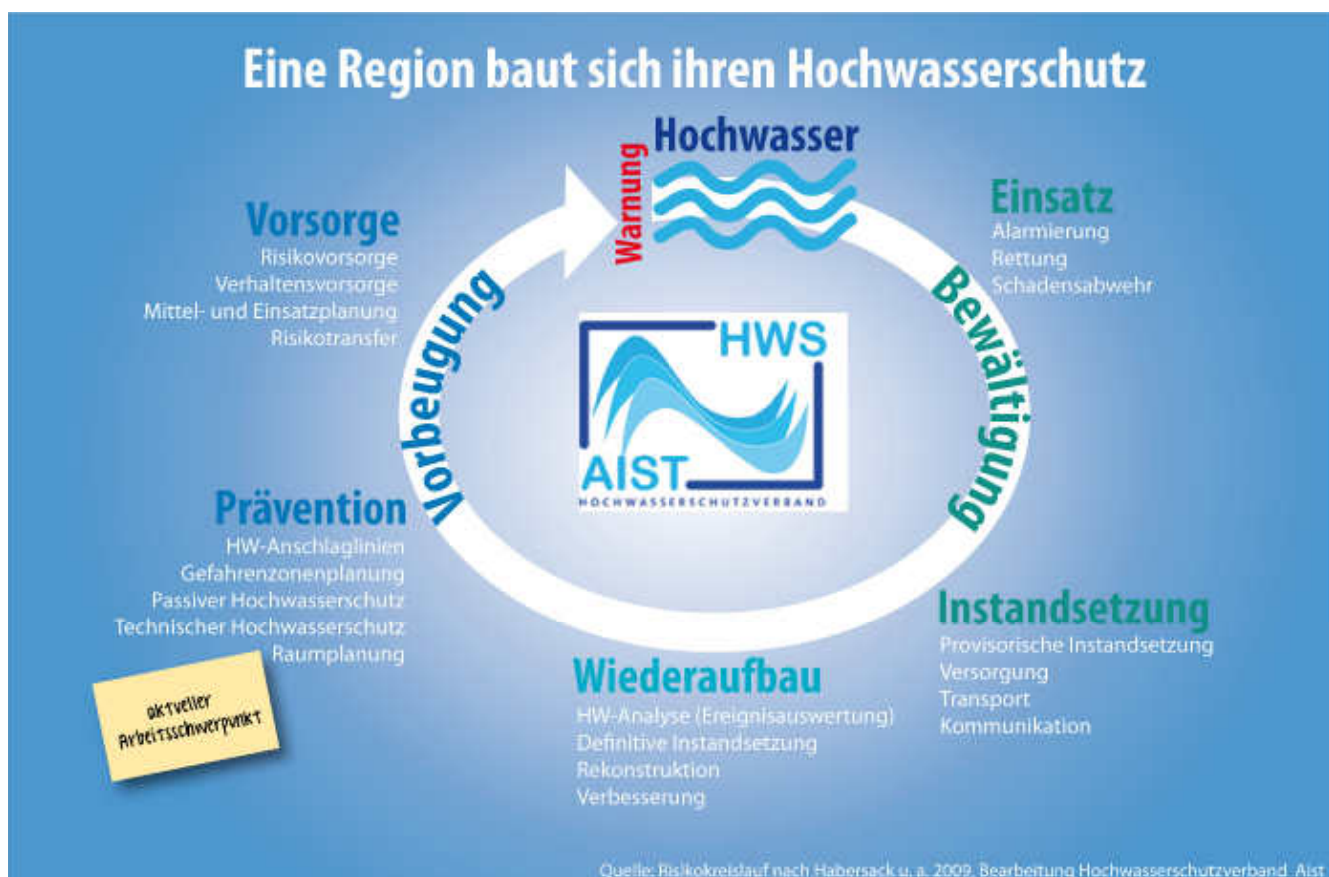 Eine Region baut sich ihren Hochwasserschutz
Hochwasser
Warnung
Einsatz
Alarmierung
Rettung
Schadensabwehr
Bewältigung
Instandsetzung
Provisorische Instandsetzung
Versorgung
Transport
Kommunikation
Wiederaufbau
HW-Analyse (Ereignisauswertung)
Definitive Instandsetzung
Rekonstruktion
Verbesserung
Prävention
HW-Anschlaglinien
Gefahrenzonenplanung
Passiver Hochwasserschutz
Technischer Hochwasserschutz
Raumplanung
aktueller
Arbeitsschwerpunkt
Vorbeugung
Vorsorge
Risikovorsorge
Verhaltensvorsorge
Mittel- und Einsatzplanung
Risikotransfer
HWS
AIST
HOCHWASSERSCHUTZVERBAND
Quelle: Risikokreislauf nach Habersack u. a. 2009, Bearbeitung Hochwasserschutzverband Aist